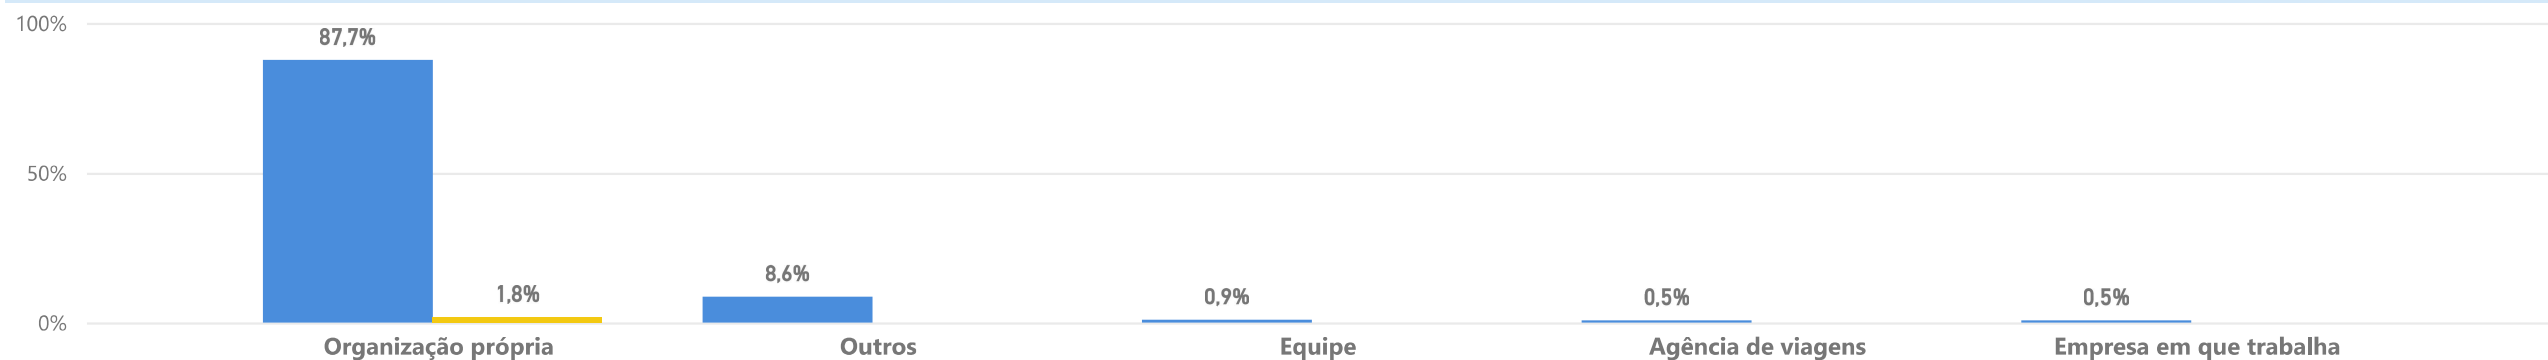 100%
87,7%
50%
1,8%
8,6%
0,9%
0,5%
0,5%
0%
Organização própria
Outros
Equipe
Agência de viagens
Empresa em que trabalha